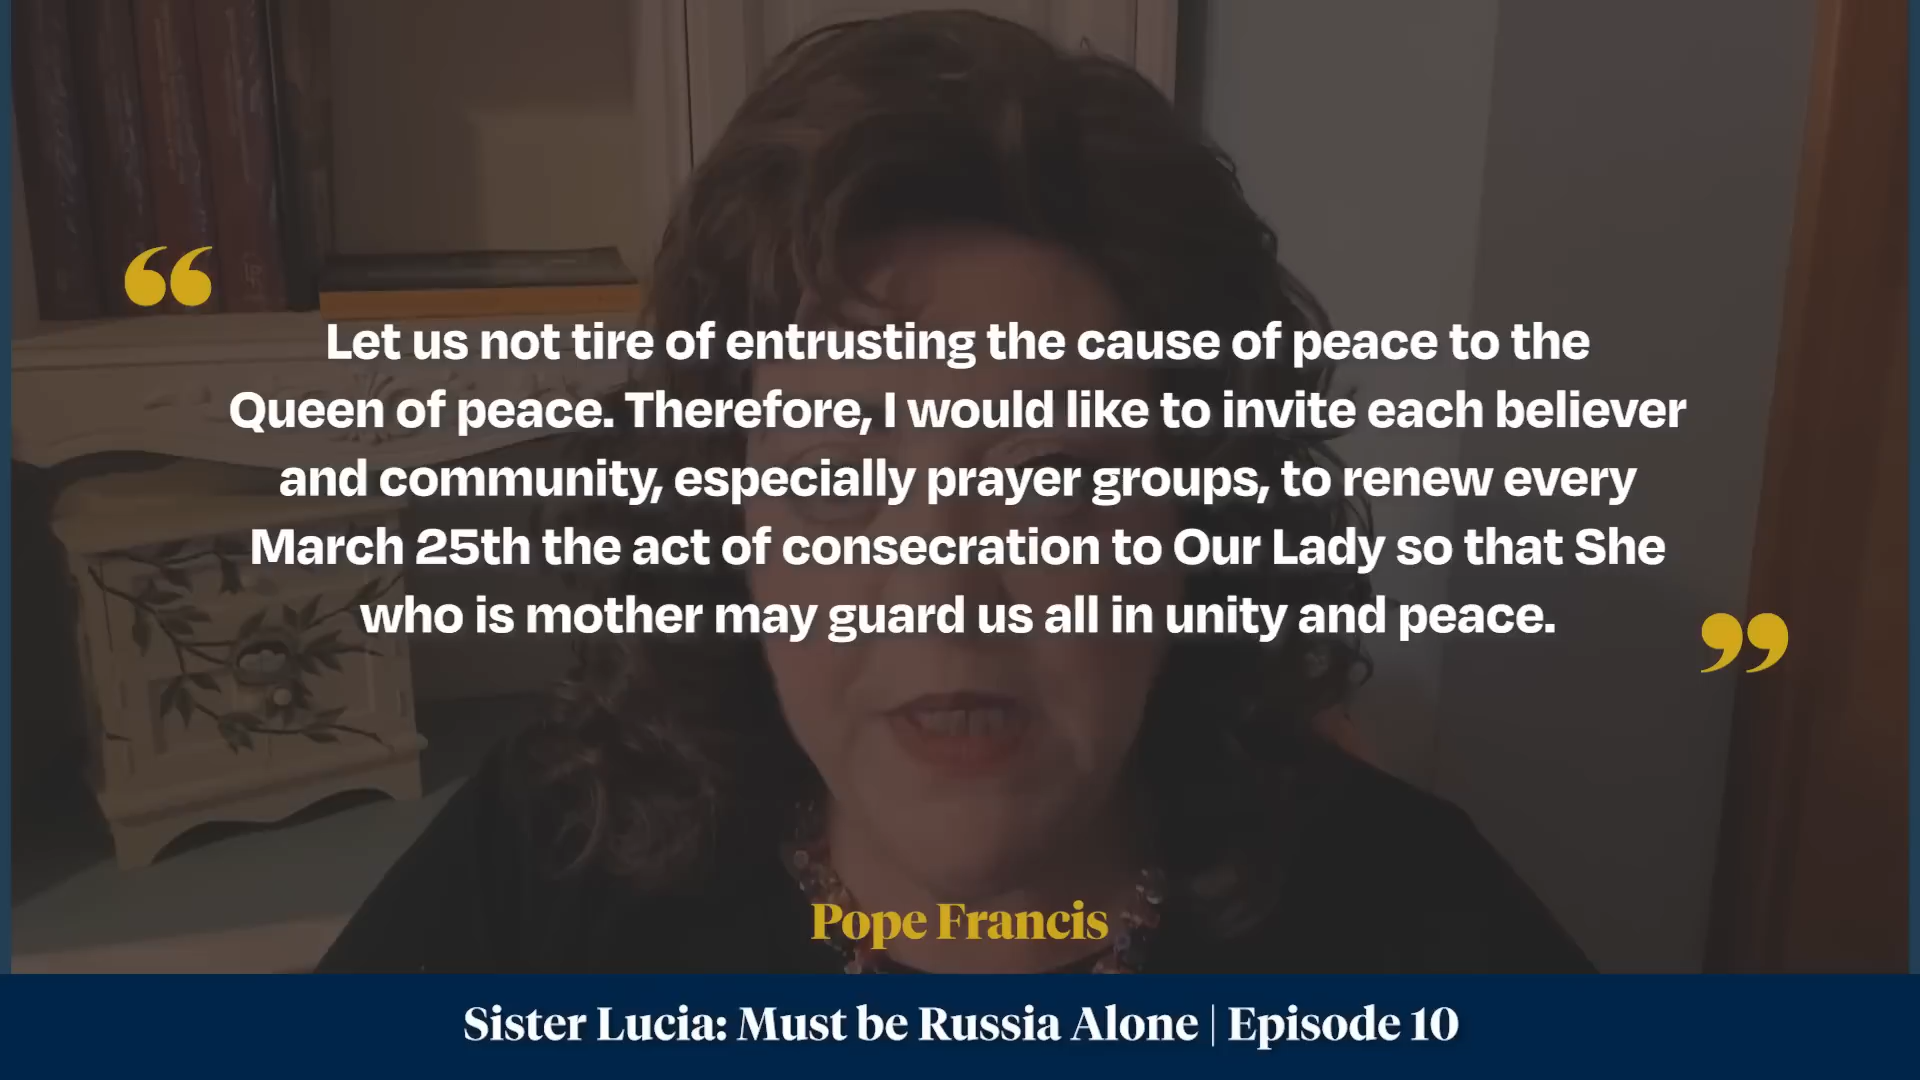 “
Let us not tire of entrusting the cause of peace to the
Queen of peace. Therefore, I would like to invite each believer
and community, especially prayer groups, to renew every
March 25th the act of consecration to Our Lady so that She
who is mother may guard us all in unity and peace.
”
Pope Francis
Sister Lucia: Must be Russia Alone | Episode 10